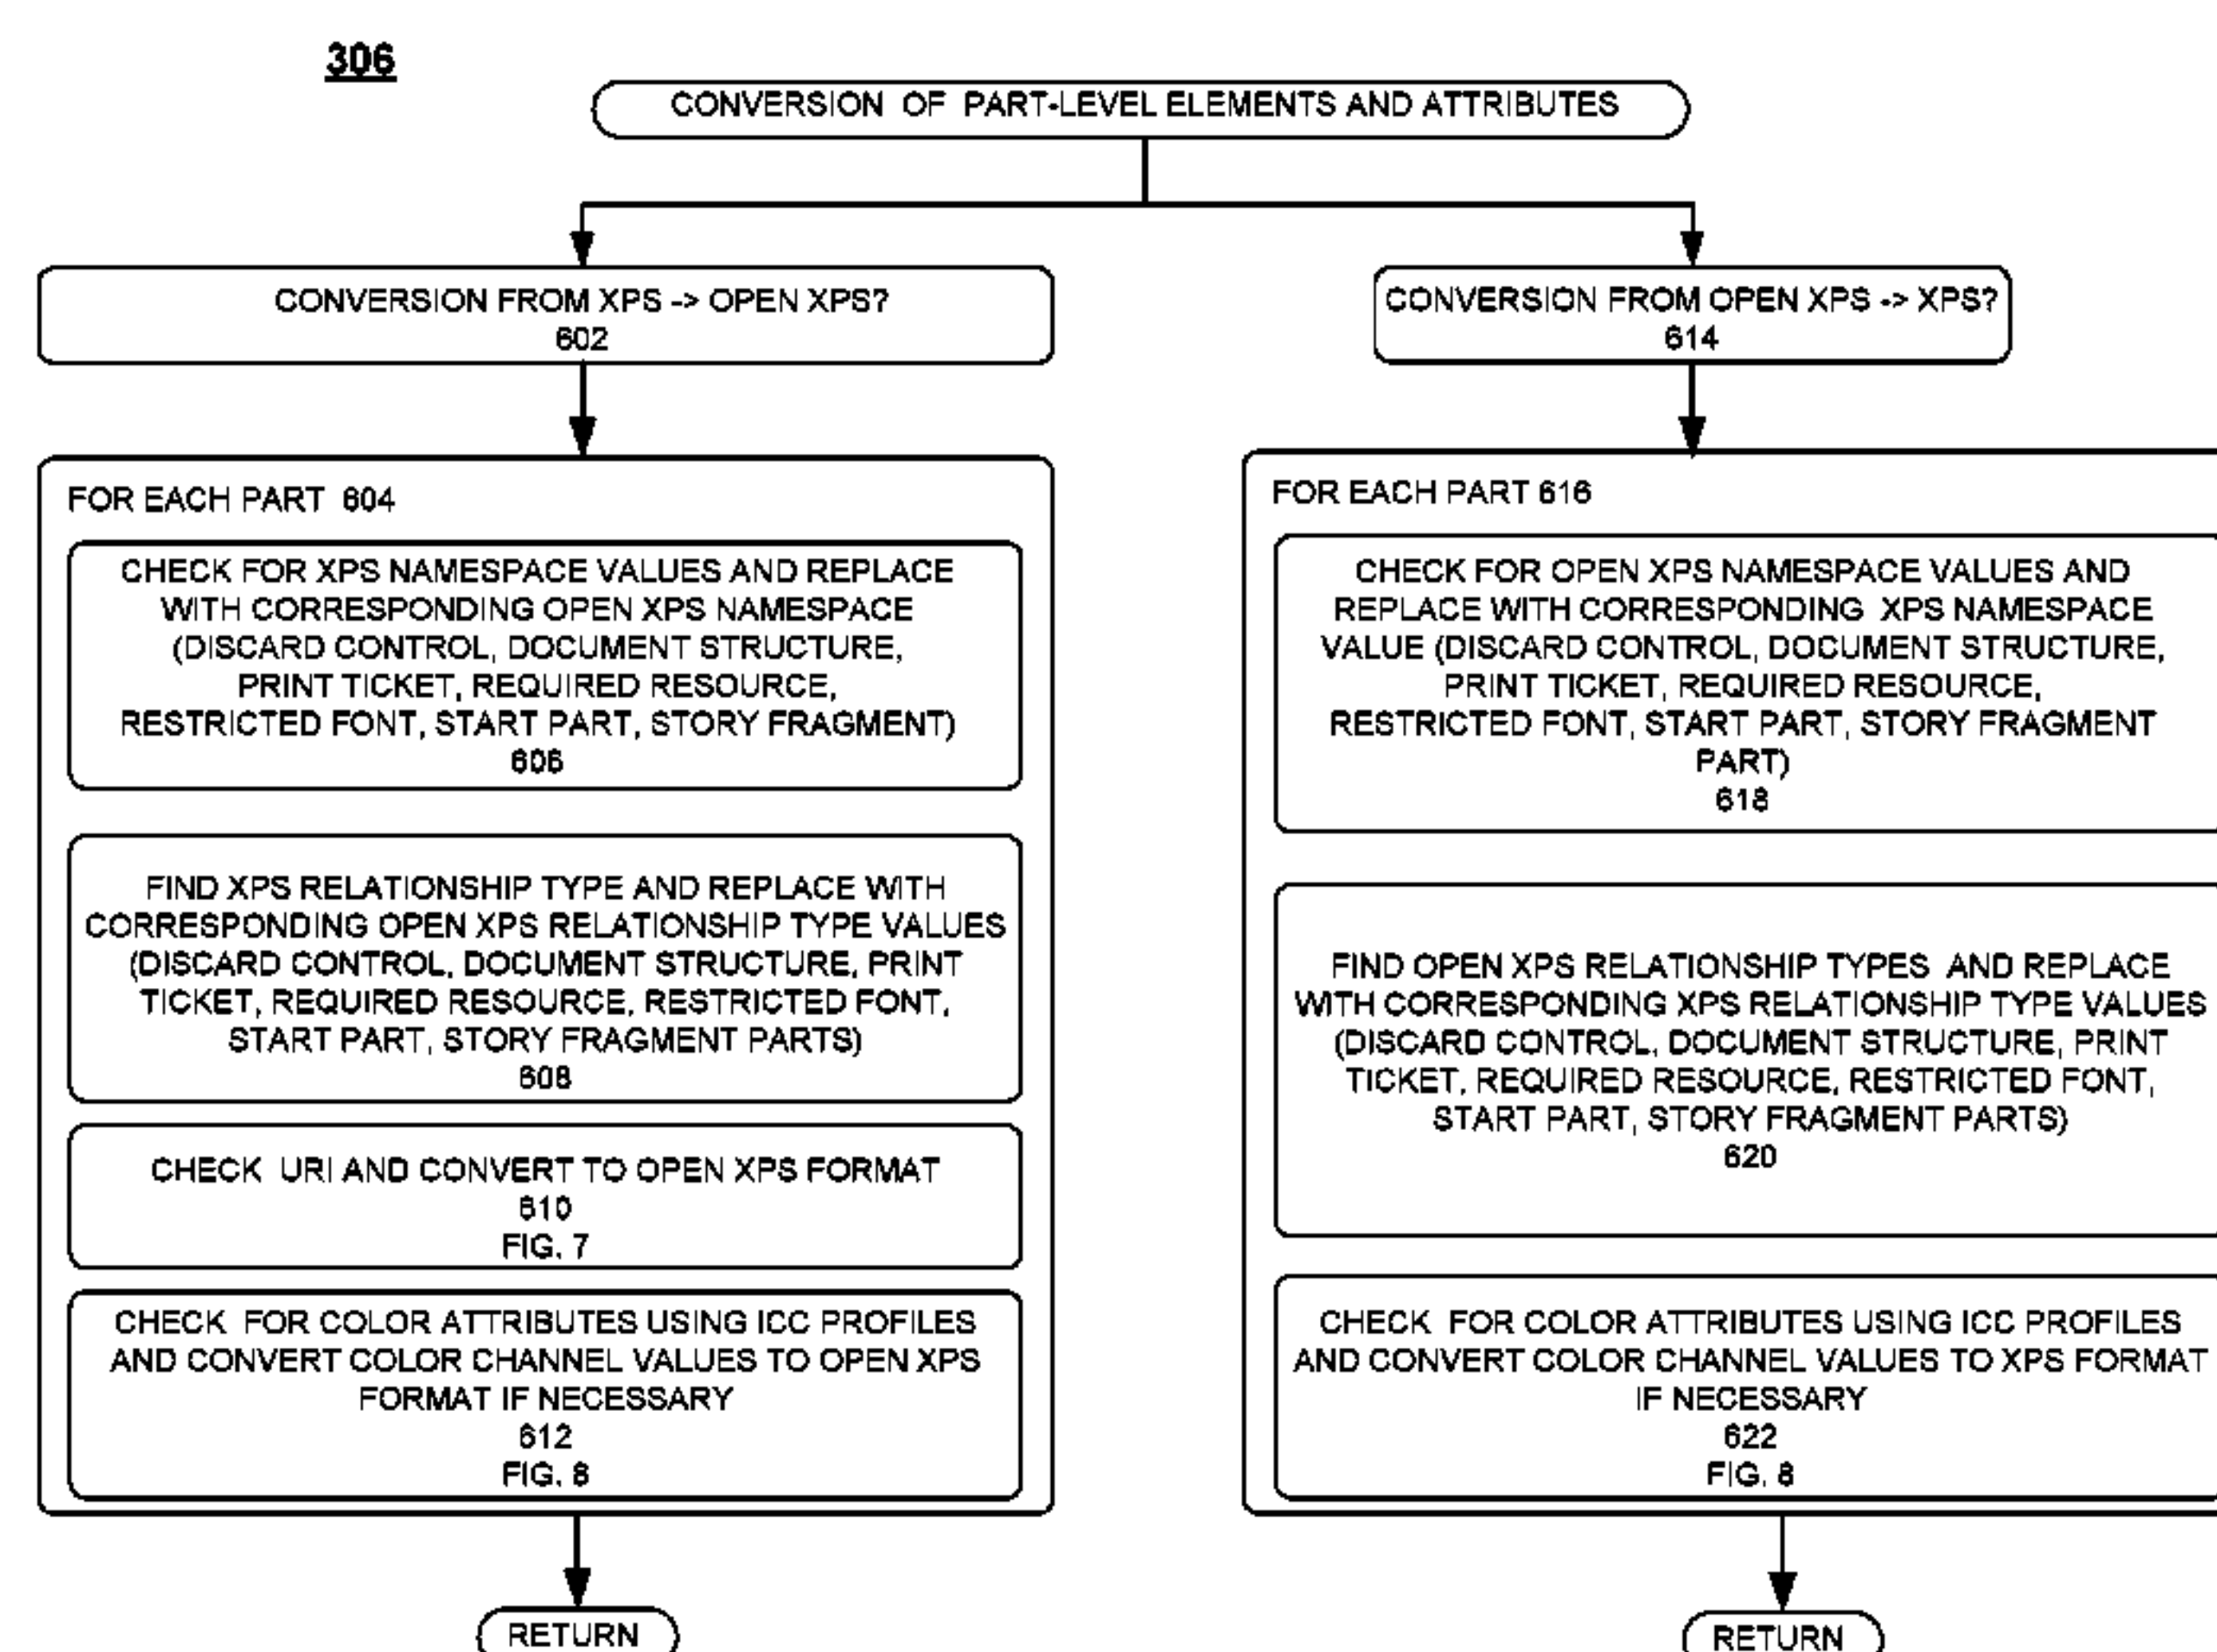 306
CONVERSION OF PART-LEVEL ELEMENTS AND ATTRIBUTES
CONVERSION FROM XPS -> OPEN XPS?
602
FOR EACH PART 604
CHECK FOR XPS NAMESPACE VALUES AND REPLACE
WITH CORRESPONDING OPEN XPS NAMESPACE
(DISCARD CONTROL, DOCUMENT STRUCTURE,
PRINT TICKET, REQUIRED RESOURCE,
RESTRICTED FONT, START PART, STORY FRAGMENT)
606
FIND XPS RELATIONSHIP TYPE AND REPLACE WITH
CORRESPONDING OPEN XPS RELATIONSHIP TYPE VALUES
(DISCARD CONTROL, DOCUMENT STRUCTURE, PRINT
TICKET, REQUIRED RESOURCE, RESTRICTED FONT,
START PART, STORY FRAGMENT PARTS)
608
CHECK URI AND CONVERT TO OPEN XPS FORMAT
610
FIG. 7
CHECK FOR COLOR ATTRIBUTES USING ICC PROFILES
AND CONVERT COLOR CHANNEL VALUES TO OPEN XPS
FORMAT IF NECESSARY
612
FIG. 8
RETURN
CONVERSION FROM OPEN XPS -> XPS?
614
FOR EACH PART 616
CHECK FOR OPEN XPS NAMESPACE VALUES AND
REPLACE WITH CORRESPONDING XPS NAMESPACE
VALUE (DISCARD CONTROL, DOCUMENT STRUCTURE,
PRINT TICKET, REQUIRED RESOURCE,
RESTRICTED FONT, START PART, STORY FRAGMENT
PART)
618
FIND OPEN XPS RELATIONSHIP TYPES AND REPLACE
WITH CORRESPONDING XPS RELATIONSHIP TYPE VALUES
(DISCARD CONTROL, DOCUMENT STRUCTURE, PRINT
TICKET, REQUIRED RESOURCE, RESTRICTED FONT,
START PART, STORY FRAGMENT PARTS)
620
CHECK FOR COLOR ATTRIBUTES USING ICC PROFILES
AND CONVERT COLOR CHANNEL VALUES TO XPS FORMAT
IF NECESSARY
622
FIG. 8
RETURN